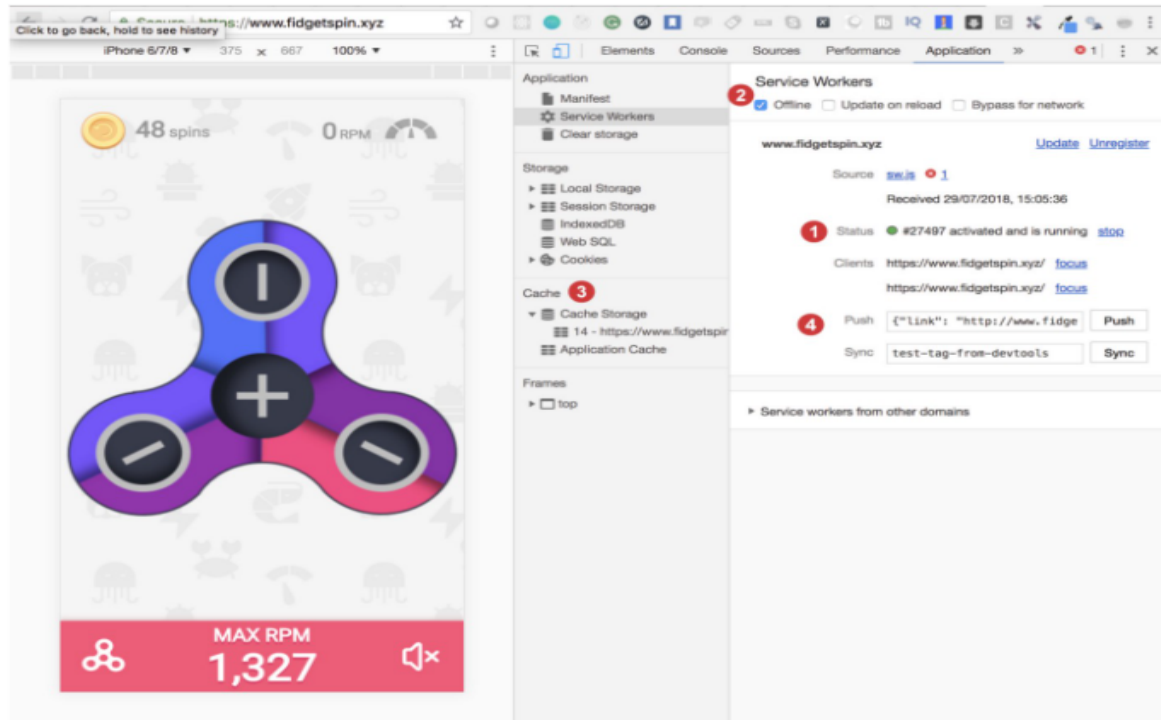 https://www.fidgetspin.xyz
Click to go back, hold to see history
iPhone 6/7/8 ▼ 375 x 667 100% ▼
48 spins
0 RPM
MAX RPM
1,327
Elements Console Sources Performance Application » 1
Application
Manifest
Service Workers
Clear storage
Storage
Local Storage
Session Storage
IndexedDB
Web SQL
Cookies
Cache 3
Cache Storage
14 - https://www.fidgetspir
Application Cache
Frames
top
Service Workers
2 Offline Update on reload Bypass for network
www.fidgetspin.xyz Update Unregister
Source sw.js 1
Received 29/07/2018, 15:05:36
1 Status #27497 activated and is running stop
Clients https://www.fidgetspin.xyz/ focus
https://www.fidgetspin.xyz/ focus
4 Push {"link": "http://www.fidge Push
Sync test-tag-from-devtools Sync
Service workers from other domains